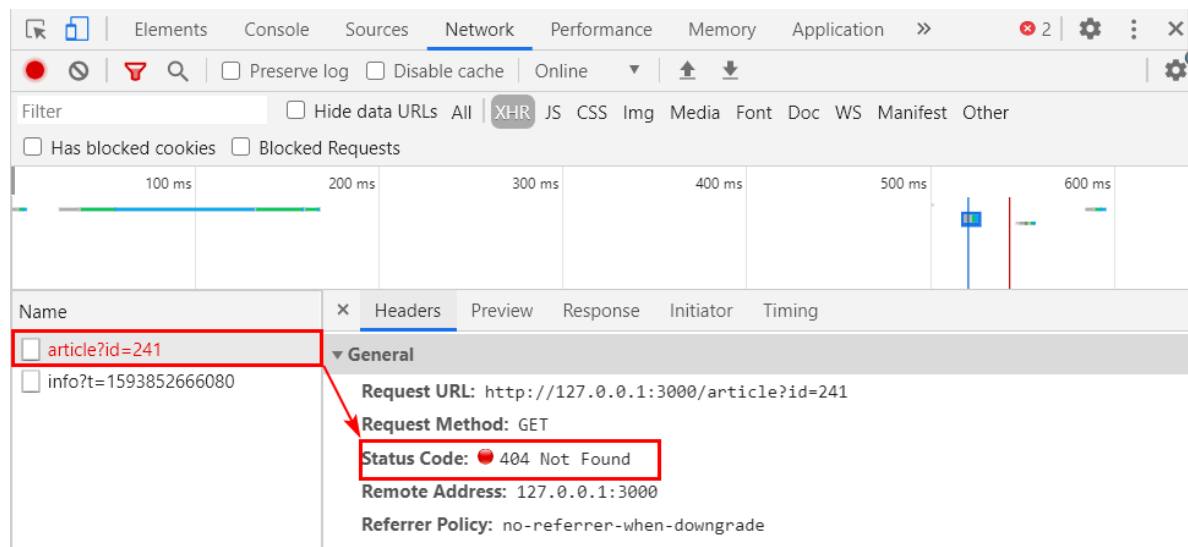 Elements Console Sources Network Performance Memory Application » 2
Preserve log Disable cache Online
Filter Hide data URLs All XHR JS CSS Img Media Font Doc WS Manifest Other
Has blocked cookies Blocked Requests
100 ms 200 ms 300 ms 400 ms 500 ms 600 ms
Name × Headers Preview Response Initiator Timing
article?id=241
info?t=1593852666080
General
Request URL: http://127.0.0.1:3000/article?id=241
Request Method: GET
Status Code: 404 Not Found
Remote Address: 127.0.0.1:3000
Referrer Policy: no-referrer-when-downgrade